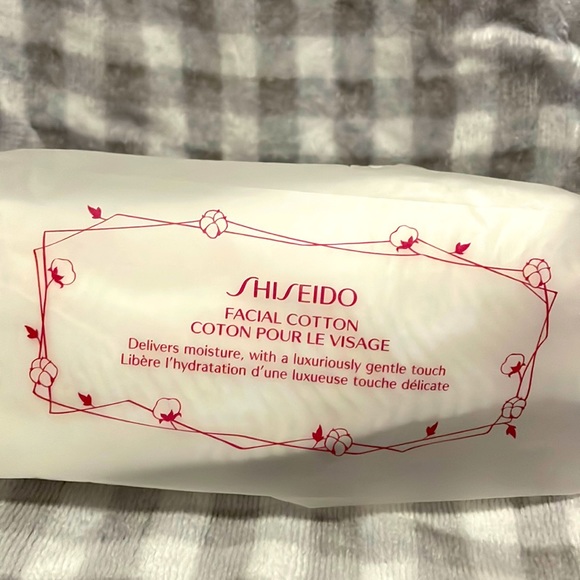 SHISEIDO
FACIAL COTTON
COTON POUR LE VISAGE
Delivers moisture, with a luxuriously gentle touch
Libère l'hydratation d'une luxueuse touche délicate